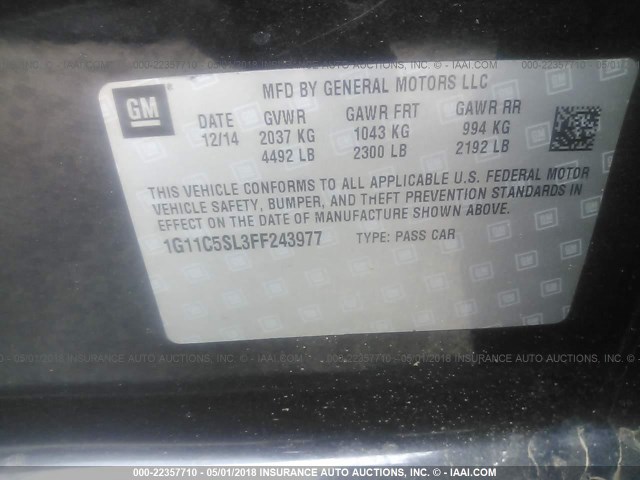 MFD BY GENERAL MOTORS LLC
GM
DATE GVWR GAWR FRT GAWR RR
12/14 2037 KG 1043 KG 994 KG
4492 LB 2300 LB 2192 LB
THIS VEHICLE CONFORMS TO ALL APPLICABLE U.S. FEDERAL MOTOR
VEHICLE SAFETY, BUMPER, AND THEFT PREVENTION STANDARDS IN
EFFECT ON THE DATE OF MANUFACTURE SHOWN ABOVE.
1G11C5SL3FF243977 TYPE: PASS CAR
000-22357710 - 05/01/2018 INSURANCE AUTO AUCTIONS INC. - © IAAI.COM